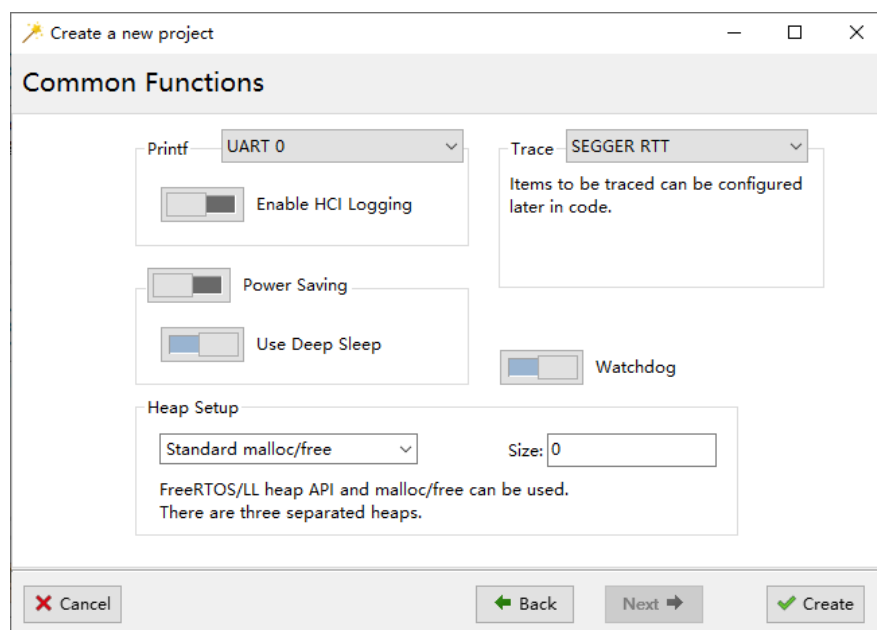 Create a new project
Common Functions
Printf
UART 0
Enable HCI Logging
Trace
SEGGER RTT
Items to be traced can be configured
later in code.
Power Saving
Use Deep Sleep
Watchdog
Heap Setup
Standard malloc/free
Size: 0
FreeRTOS/LL heap API and malloc/free can be used.
There are three separated heaps.
Cancel
Back
Next
Create